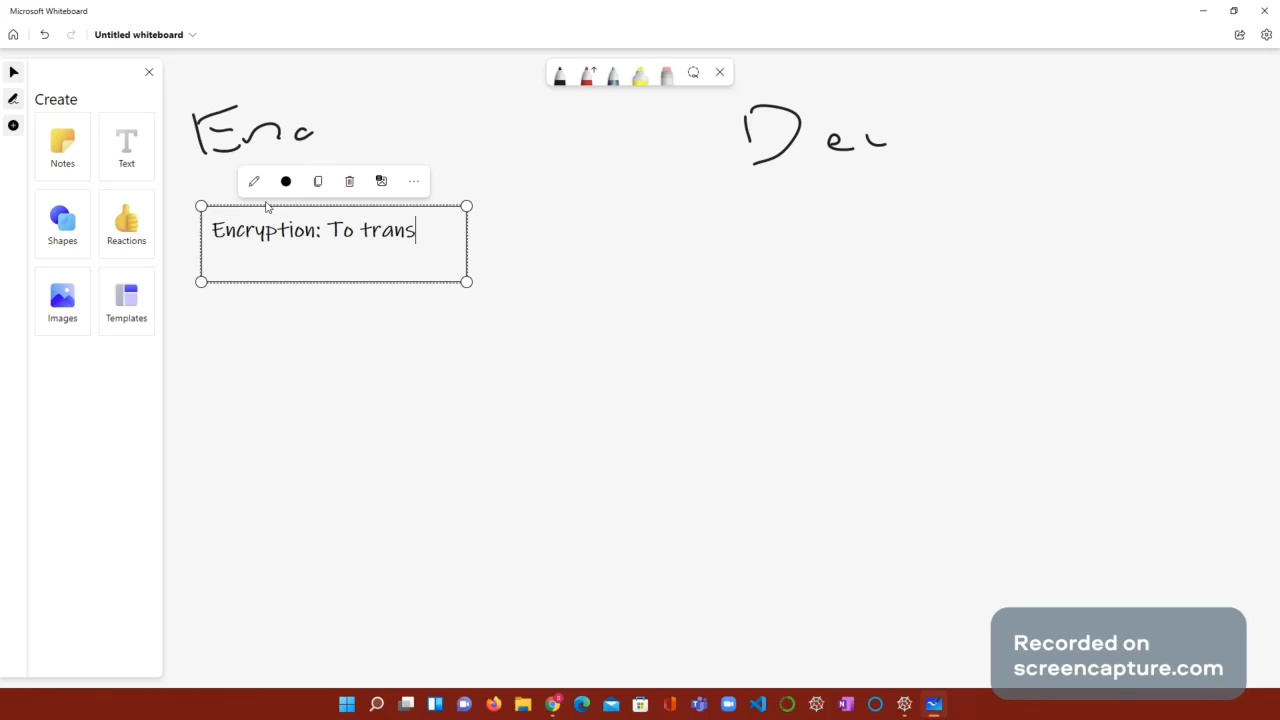 Microsoft Whiteboard
Untitled whiteboard
Create
Enc
Dec
Notes
Text
Encryption: To trans
Shapes
Reactions
Images
Templates
Recorded on
screencapture.com